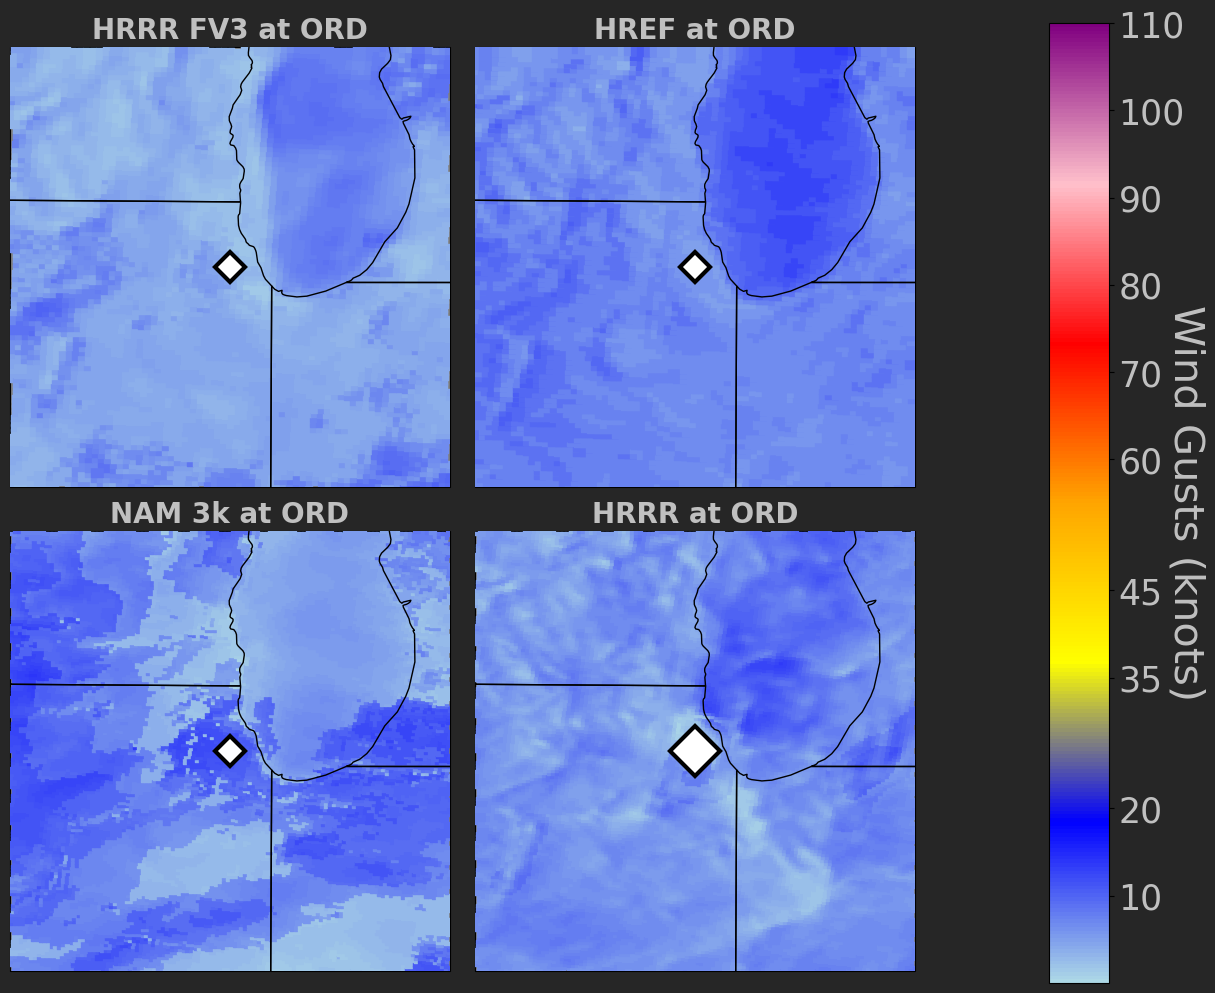 HRRR FV3 at ORD
HREF at ORD
NAM 3k at ORD
HRRR at ORD
110
100
90
80
70
60
45
35
20
10
Wind Gusts (knots)